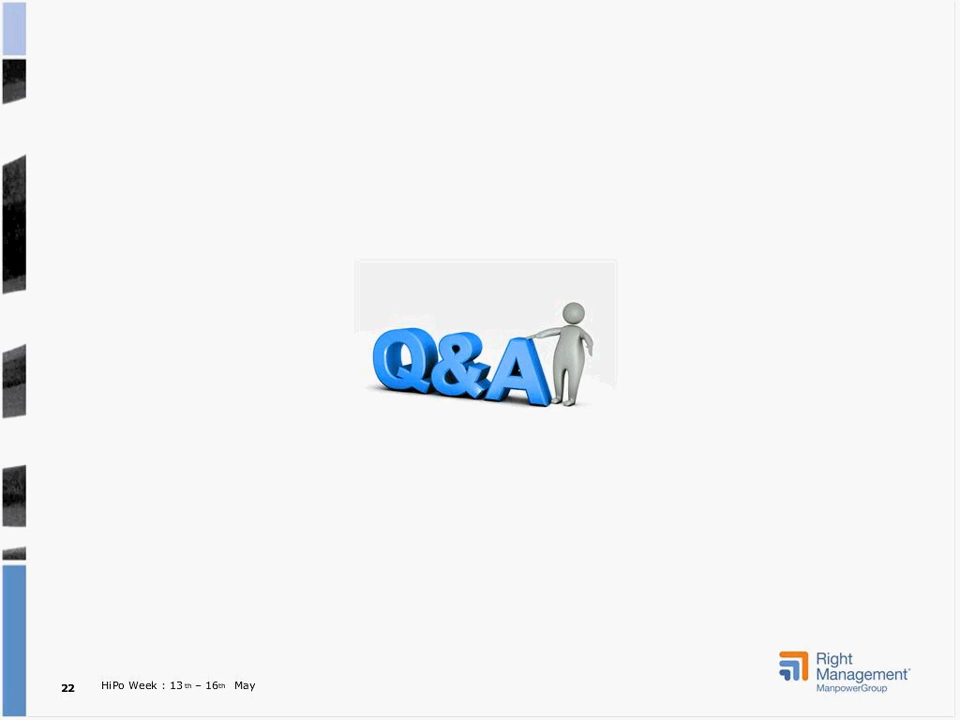 Q&A
22 HiPo Week : 13th – 16th May
Right
Management
ManpowerGroup